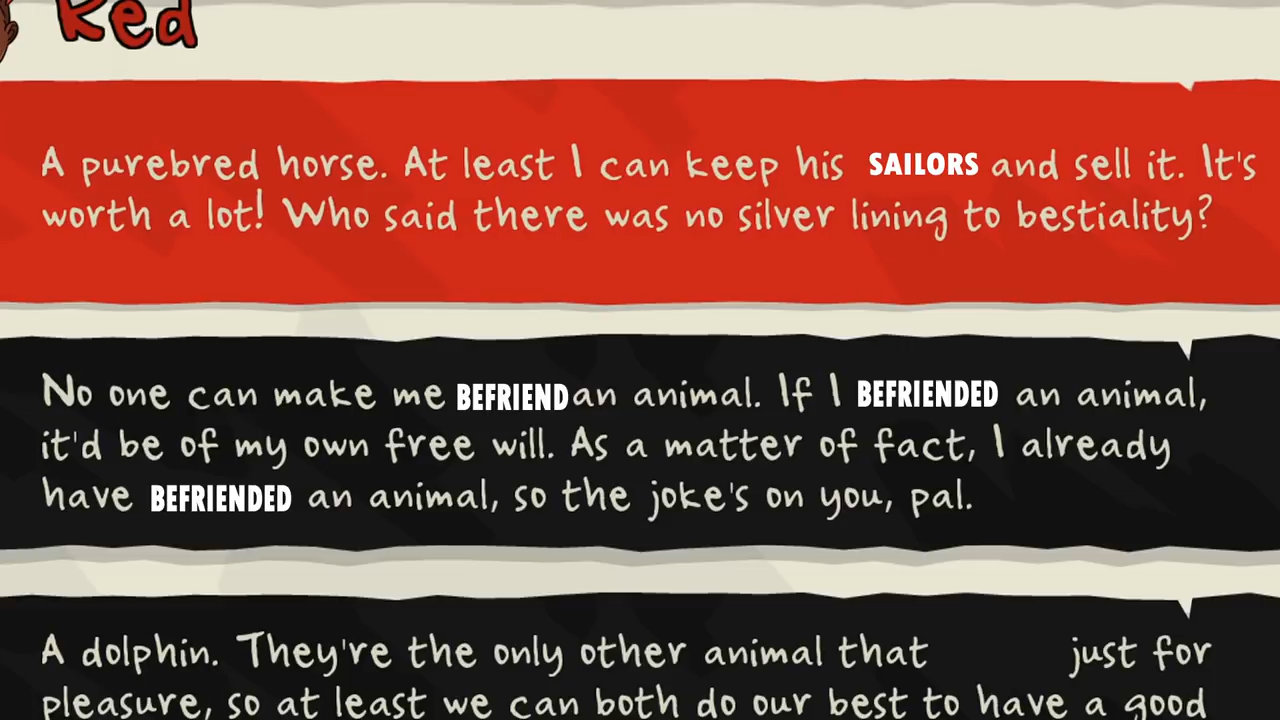 Red
A purebred horse. At least I can keep his SAILORS and sell it. It's
worth a lot! Who said there was no silver lining to bestiality?
No one can make me BEFRIEND an animal. If I BEFRIENDED an animal,
it'd be of my own free will. As a matter of fact, I already
have BEFRIENDED an animal, so the joke's on you, pal.
A dolphin. They're the only other animal that just for
pleasure, so at least we can both do our best to have a good